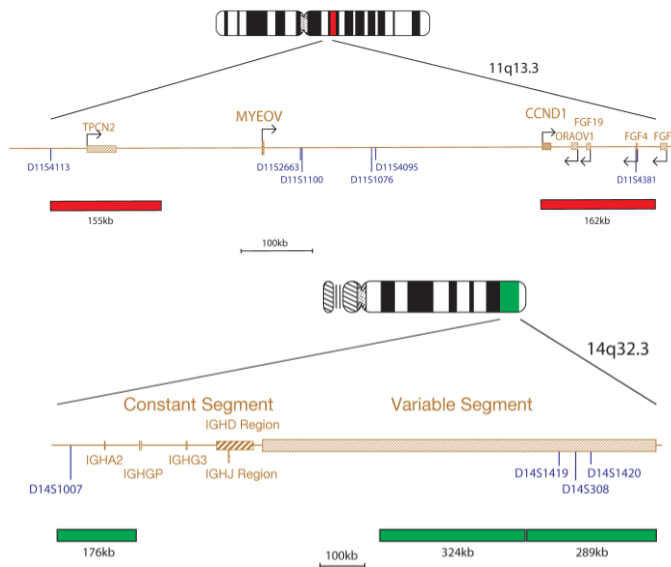 11q13.3
TPCN2
MYEOV
CCND1
FGF19
ORAOV1
FGF4
FGF
D11S4113
D11S2663
D11S1100
D11S4095
D11S1076
D11S4381
155kb
162kb
100kb
14q32.3
Constant Segment
Variable Segment
IGHD Region
IGHA2
IGHGP
IGHG3
IGHJ Region
D14S1007
D14S1419
D14S308
D14S1420
176kb
100kb
324kb
289kb